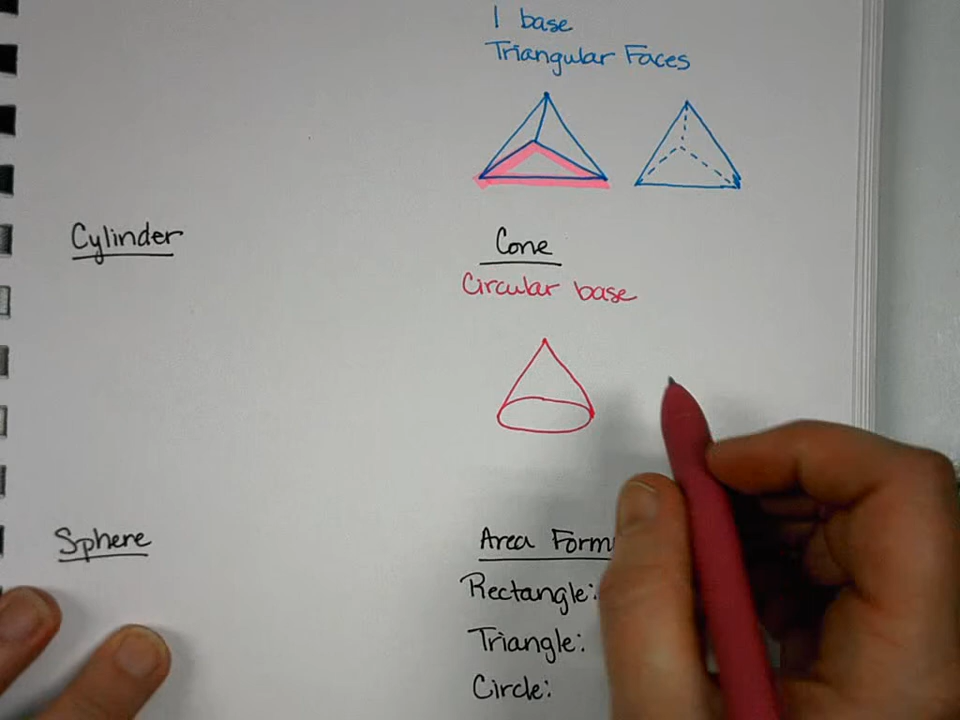 1 base
Triangular Faces
Cylinder
Cone
Circular base
Sphere
Area Form
Rectangle:
Triangle:
Circle: